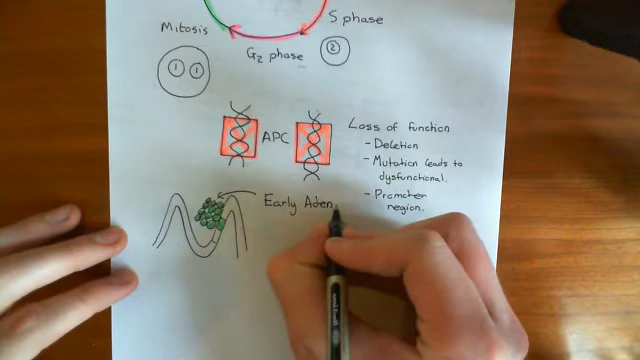 S phase
Mitosis
G2 phase
2
1 1
APC
Loss of function
- Deletion
- Mutation leads to
dysfunctional.
- Promoter
region.
Early Aden